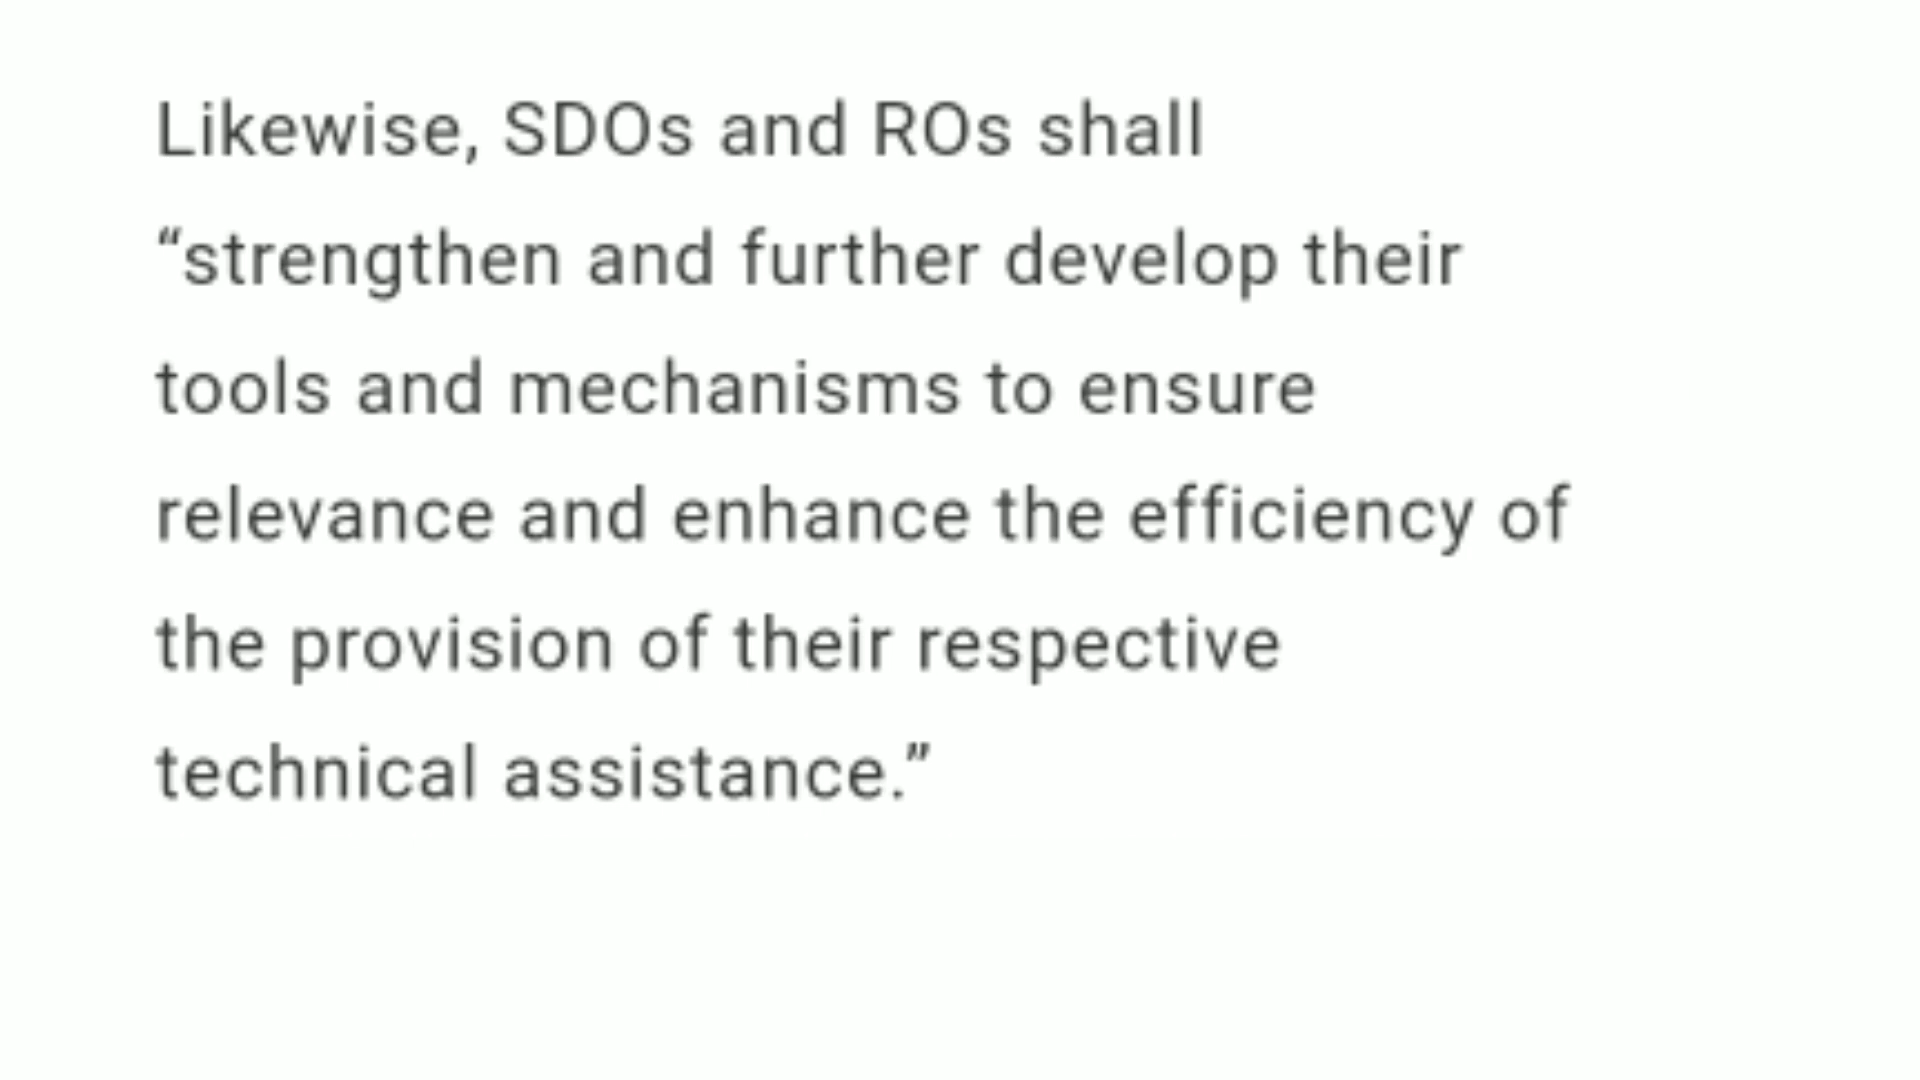 Likewise, SDOs and ROs shall
“strengthen and further develop their
tools and mechanisms to ensure
relevance and enhance the efficiency of
the provision of their respective
technical assistance.”